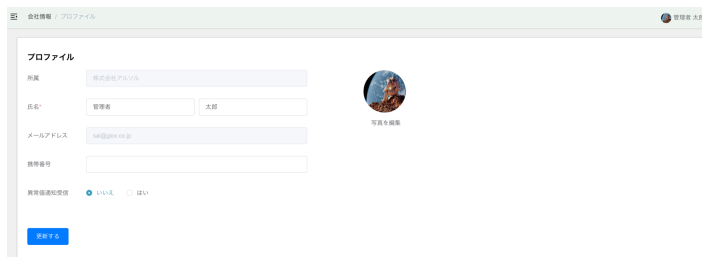 会社情報 / プロファイル
管理者 太郎
プロファイル
所属 株式会社アルソル
氏名* 管理者 太郎
写真を編集
メールアドレス
携帯番号
異常値通知受信 いいえ はい
更新する